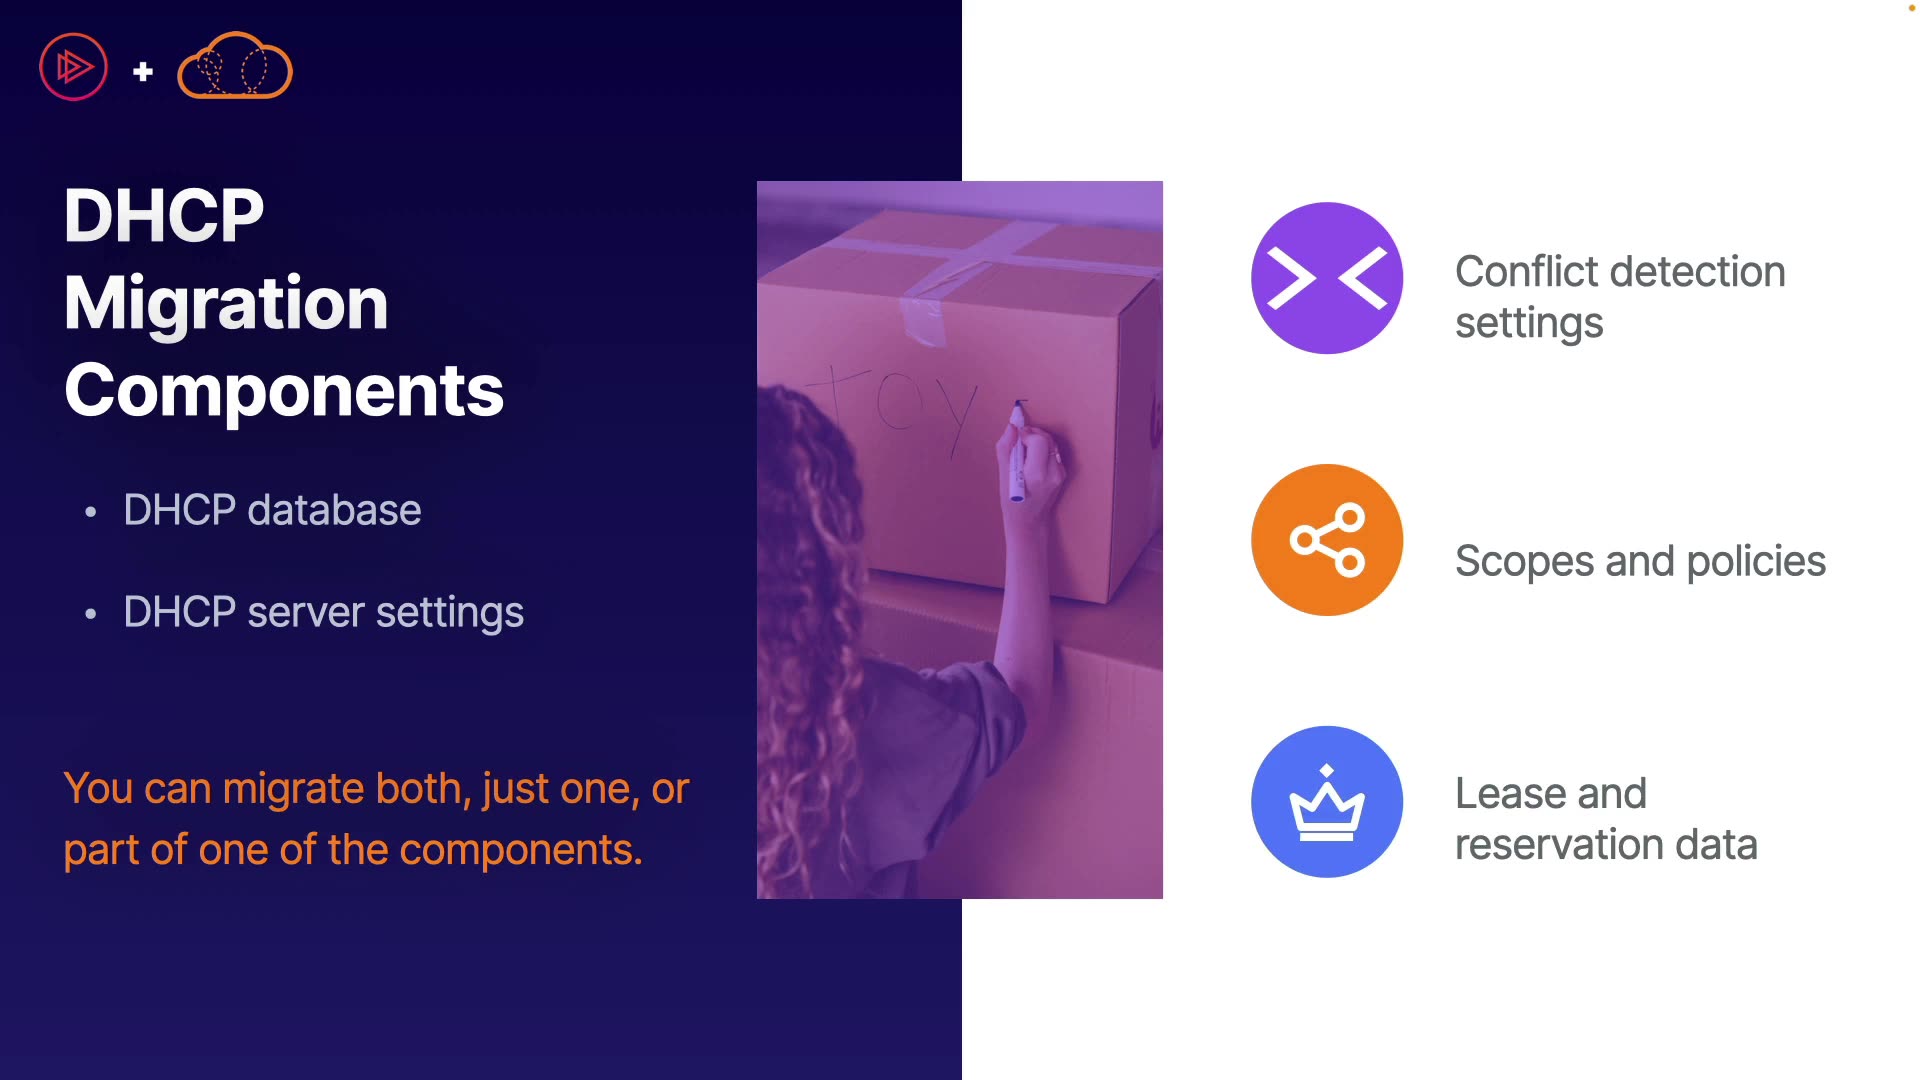 DHCP
Migration
Components
• DHCP database
• DHCP server settings
You can migrate both, just one, or
part of one of the components.
TOY
Conflict detection
settings
Scopes and policies
Lease and
reservation data